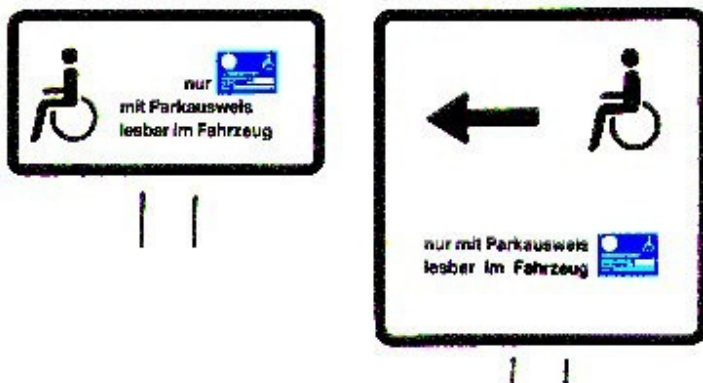 nur
mit Parkausweis
lesbar im Fahrzeug
nur mit Parkausweis
lesbar im Fahrzeug